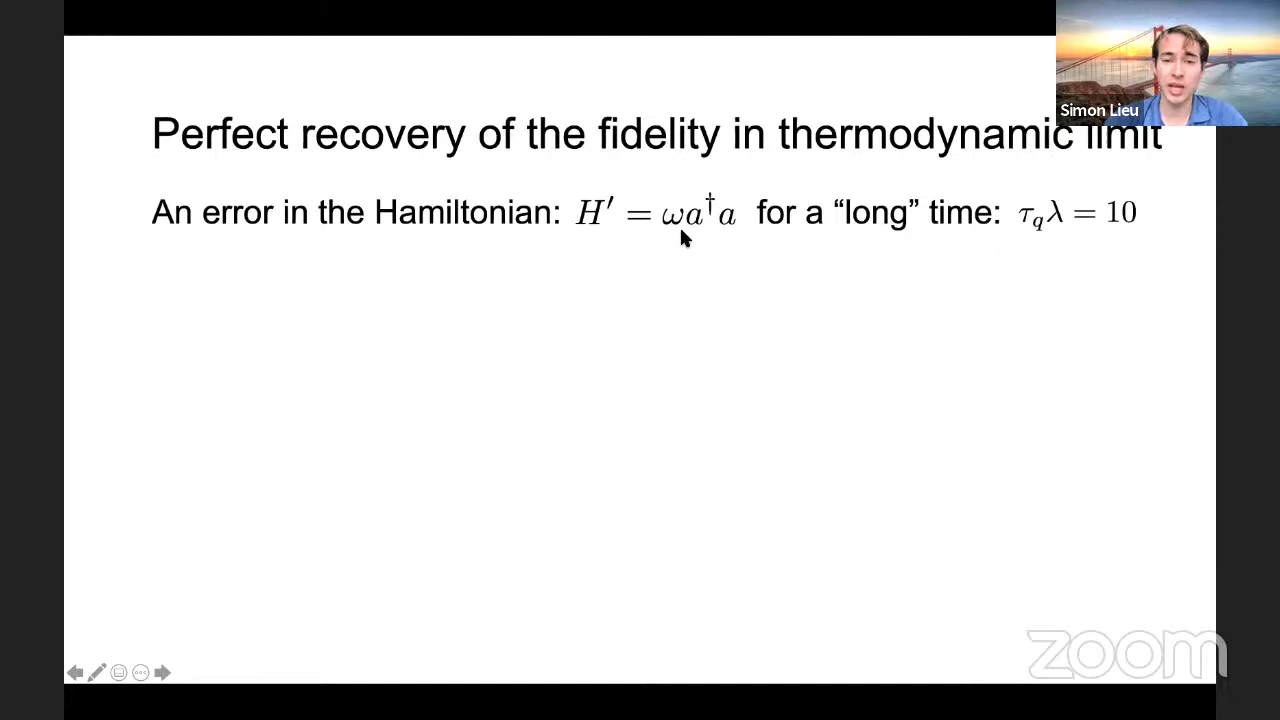 Simon Lieu
Perfect recovery of the fidelity in thermodynamic limit
An error in the Hamiltonian: H′ = ωa†a for a “long” time: τqλ = 10
zoom